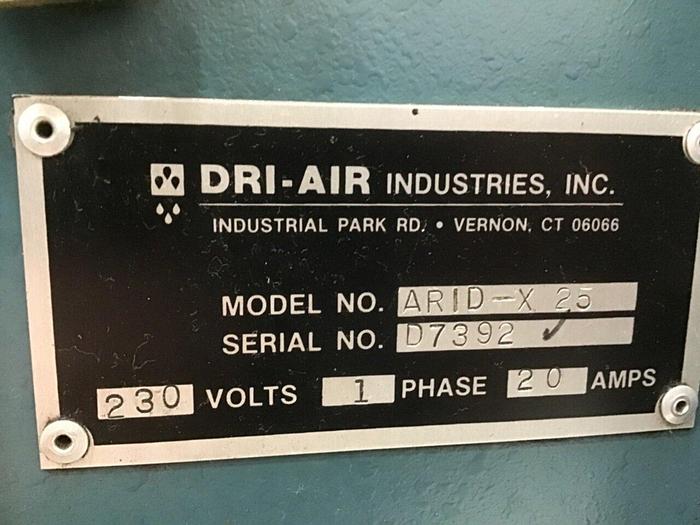 DRI-AIR INDUSTRIES, INC.
INDUSTRIAL PARK RD. • VERNON, CT 06066
MODEL NO. ARID-X 25
SERIAL NO. D7392
230 VOLTS 1 PHASE 20 AMPS